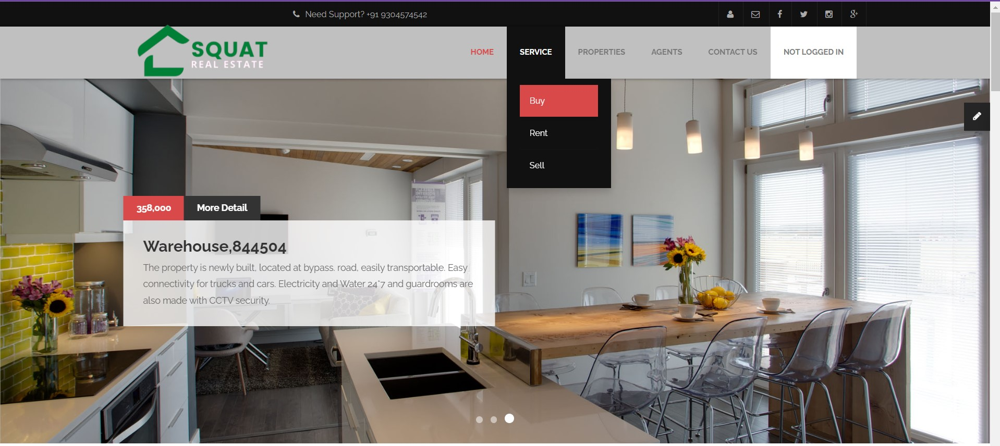 Need Support? +91 9304574542
SQUAT
REAL ESTATE
HOME
SERVICE
PROPERTIES
AGENTS
CONTACT US
NOT LOGGED IN
Buy
Rent
Sell
358,000
More Detail
Warehouse,844504
The property is newly built, located at bypass. road, easily transportable. Easy
connectivity for trucks and cars. Electricity and Water 24*7 and guardrooms are
also made with CCTV security.